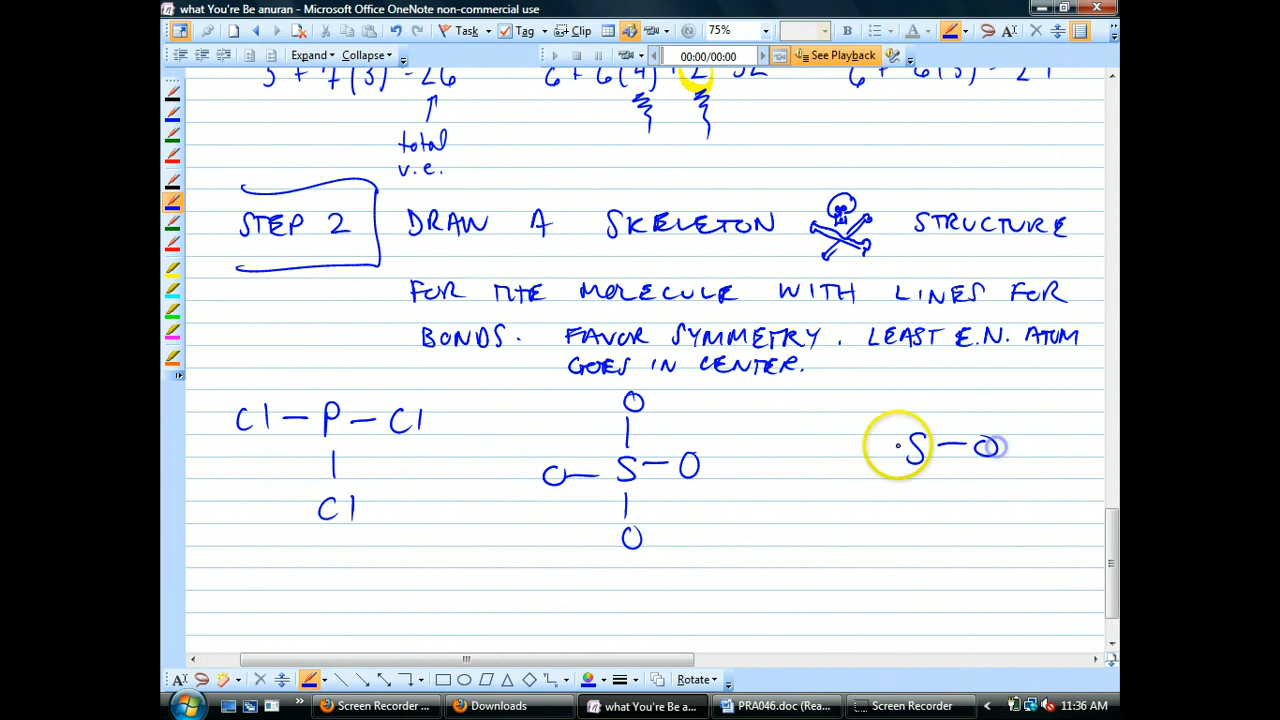 what You're Be anuran - Microsoft Office OneNote non-commercial use
Task Tag Clip 75% B A
Expand Collapse 00:00/00:00 See Playback
total
v.e.
STEP 2 DRAW A SKELETON STRUCTURE
FOR THE MOLECULE WITH LINES FOR
BONDS. FAVOR SYMMETRY. LEAST E.N. ATOM
GOES IN CENTER.
O
Cl — P — Cl
S — O
O — S — O
Cl
O
Rotate
Screen Recorder ... Downloads what You're Be a... PRA046.doc (Rea... Screen Recorder 11:36 AM